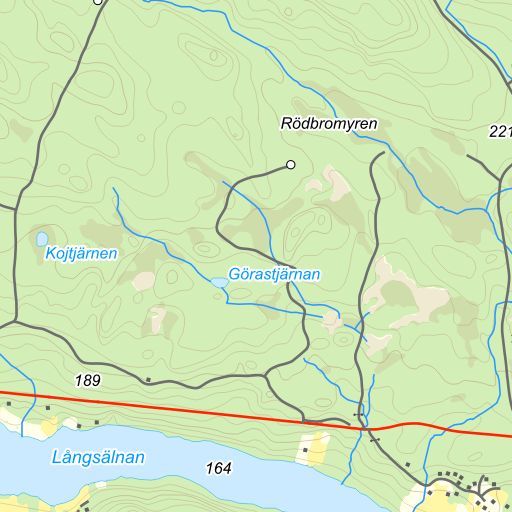 Rödbromyren
221
Kojtjärnen
Görastjärnan
189
Långsälnan
164